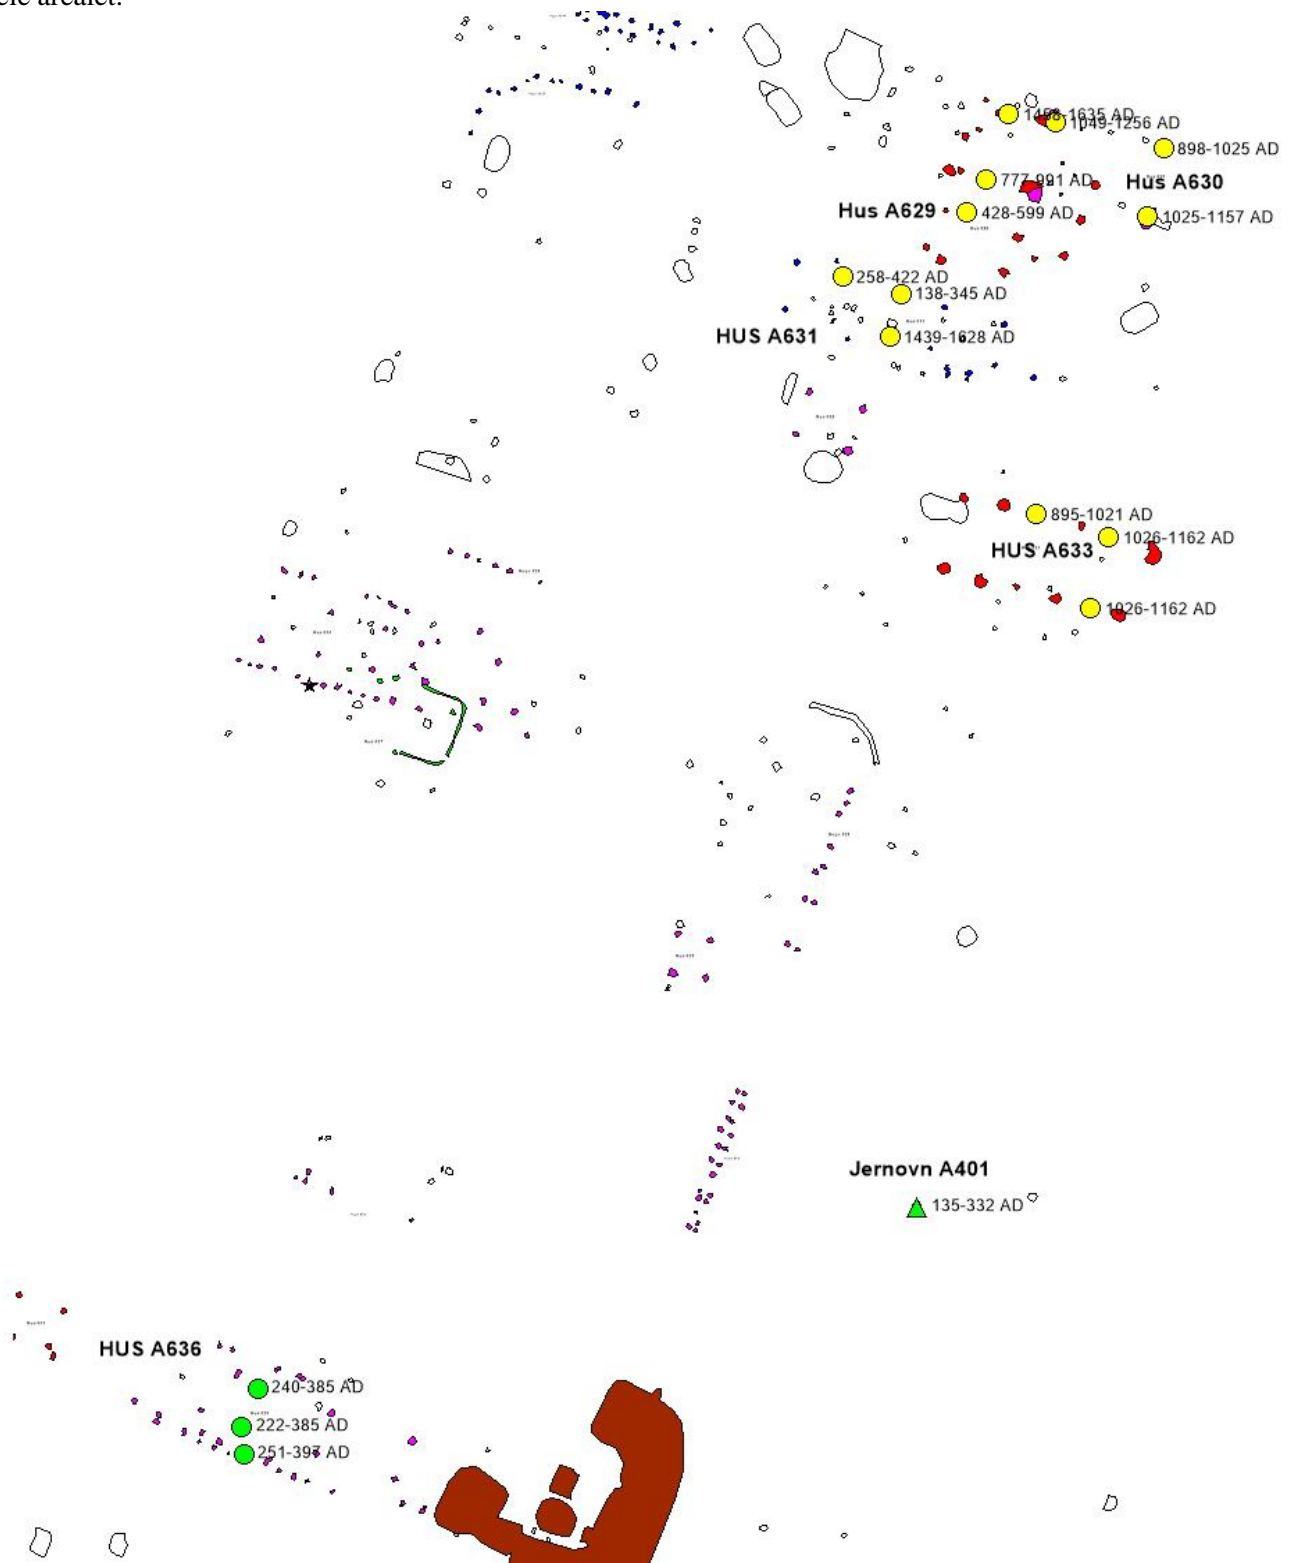 arealet.
1468-1635 AD
1049-1256 AD
898-1025 AD
777-991 AD
Hus A630
Hus A629
428-599 AD
1025-1157 AD
258-422 AD
138-345 AD
HUS A631
1439-1628 AD
895-1021 AD
1026-1162 AD
HUS A633
1026-1162 AD
Jernovn A401
135-332 AD
HUS A636
240-385 AD
222-385 AD
251-397 AD